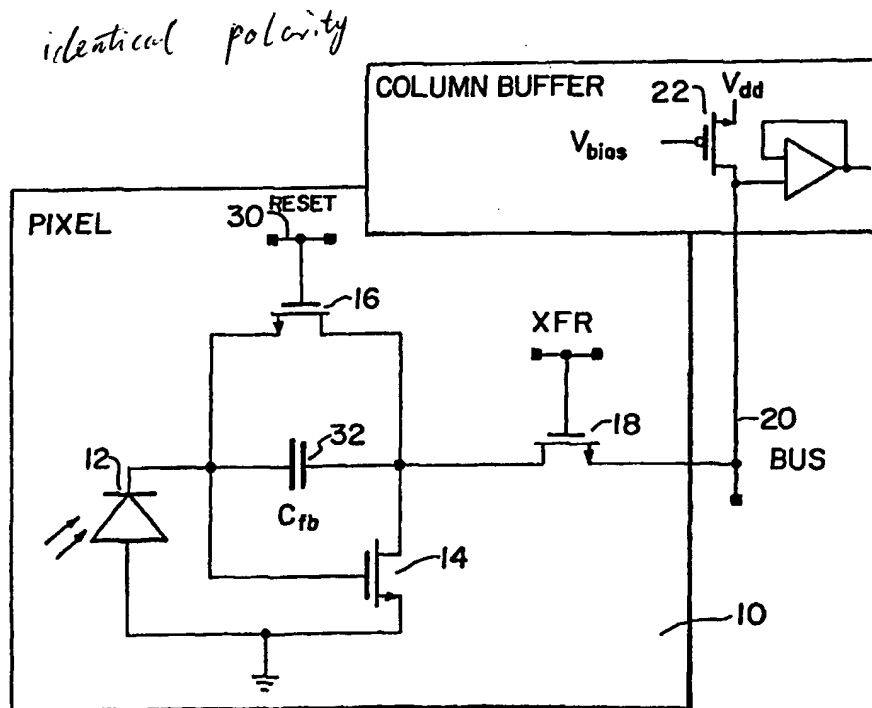 identical polarity
COLUMN BUFFER
22
Vdd
Vbias
PIXEL
RESET
30
16
XFR
18
20
BUS
32
12
Cfb
14
10